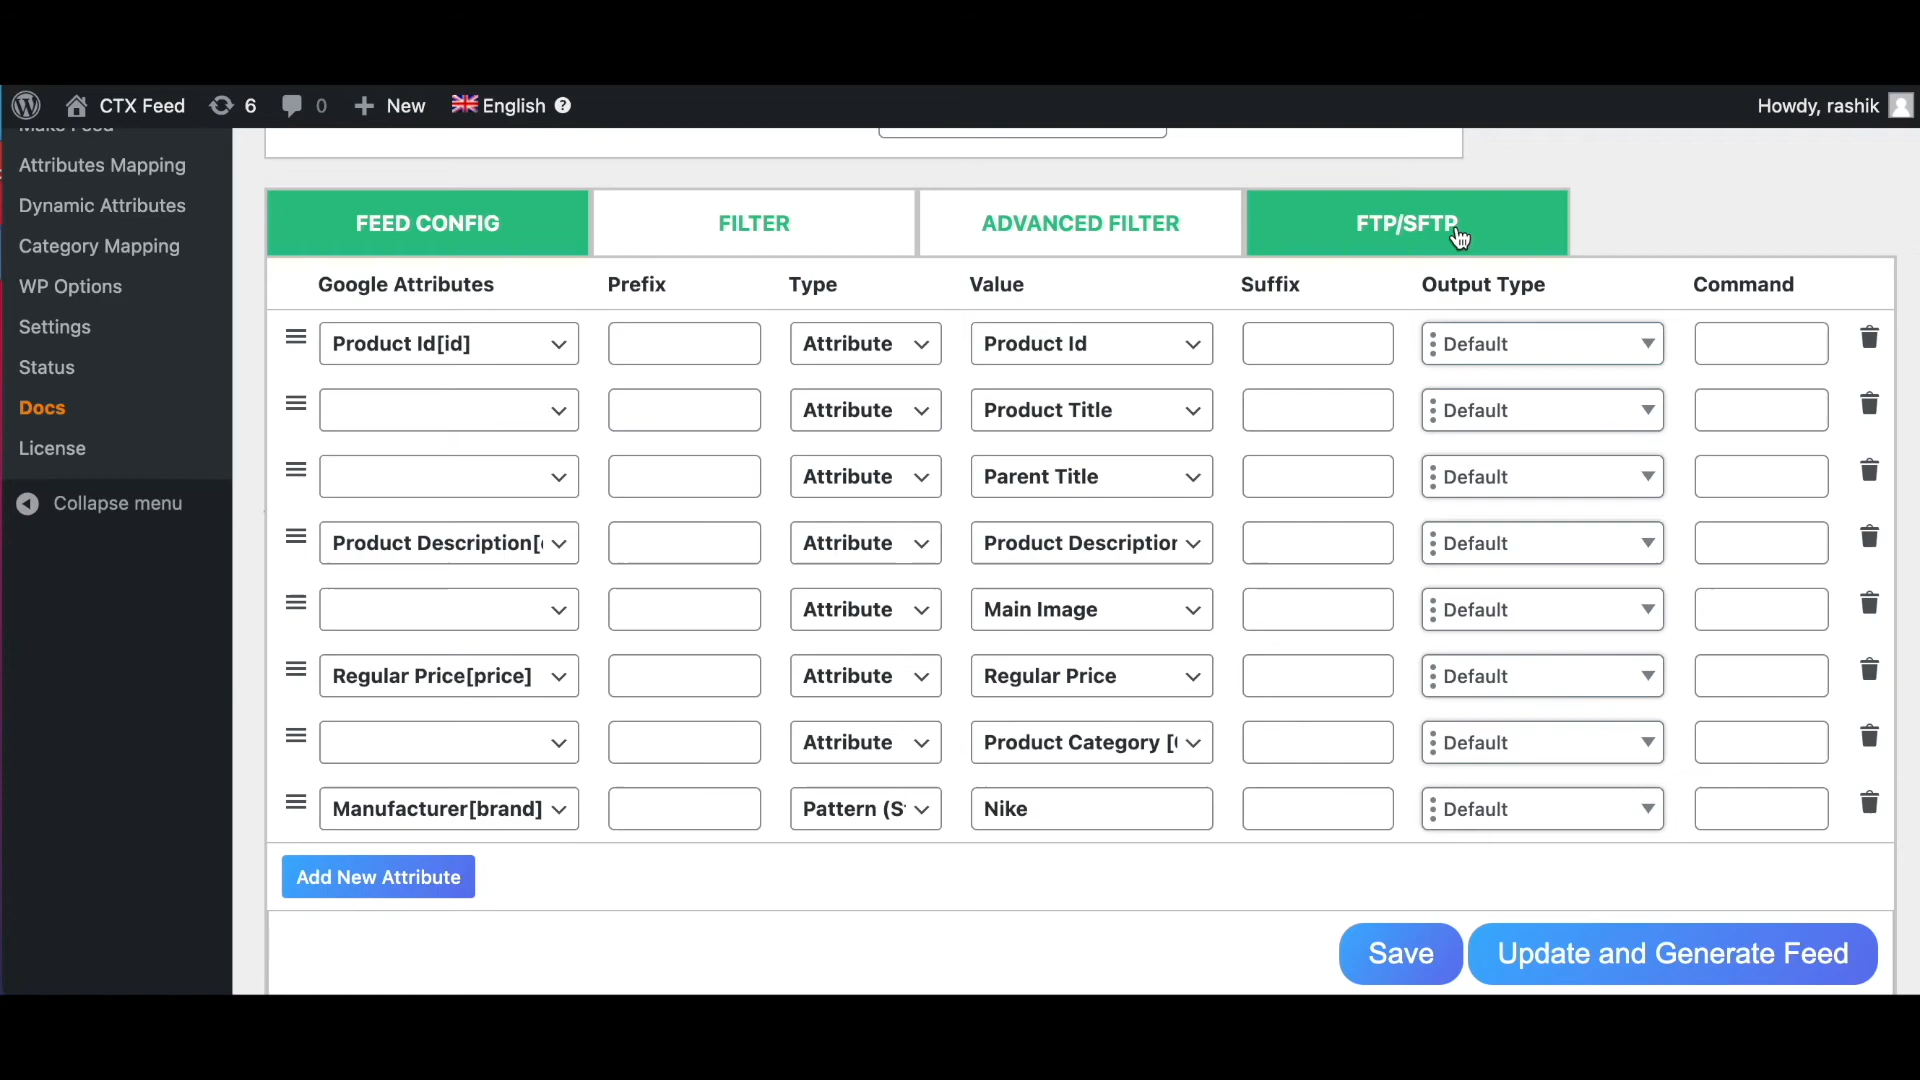 CTX Feed 6 0 New English ? Howdy, rashik
Make Feed
Attributes Mapping
Dynamic Attributes
Category Mapping
WP Options
Settings
Status
Docs
License
Collapse menu
FEED CONFIG FILTER ADVANCED FILTER FTP/SFTP
Google Attributes Prefix Type Value Suffix Output Type Command
Product Id[id] Attribute Product Id Default
Attribute Product Title Default
Attribute Parent Title Default
Product Description[ Attribute Product Description Default
Attribute Main Image Default
Regular Price[price] Attribute Regular Price Default
Attribute Product Category [ Default
Manufacturer[brand] Pattern (S Nike Default
Add New Attribute
Save Update and Generate Feed